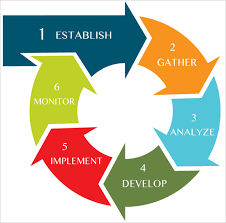 1 ESTABLISH
2
GATHER
3
ANALYZE
4
DEVELOP
5
IMPLEMENT
6
MONITOR